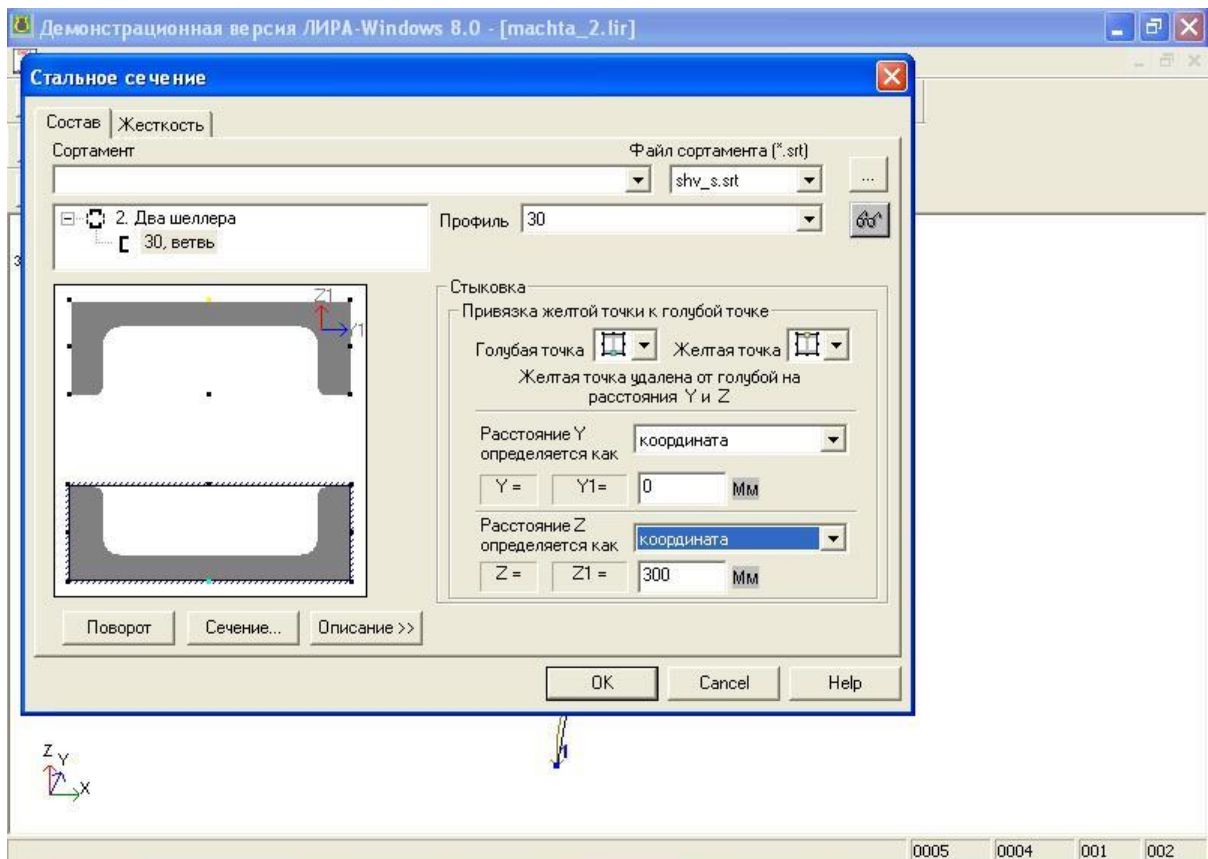 Демонстрационная версия ЛИРА-Windows 8.0 - [machta_2.lir]
Стальное сечение
Состав Жесткость
Сортамент Файл сортамента (*.srt)
shv_s.srt ...
2. Два шеллера
30, ветвь
Профиль 30
3
Z1
Y1
Стыковка
Привязка желтой точки к голубой точке
Голубая точка Желтая точка
Желтая точка удалена от голубой на
расстояния Y и Z
Расстояние Y
определяется как
координата
Y = Y1= 0 Мм
Расстояние Z
определяется как
координата
Z = Z1 = 300 Мм
Поворот Сечение... Описание >>
OK Cancel Help
1
Z
Y
X
0005 0004 001 002